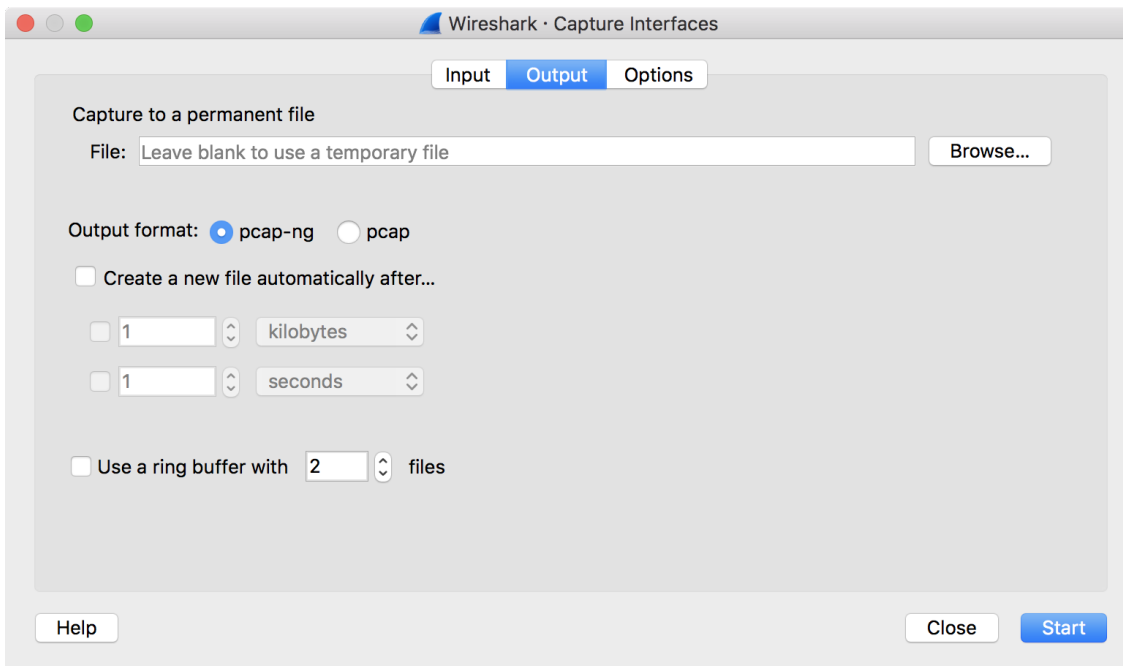 Wireshark · Capture Interfaces
Input Output Options
Capture to a permanent file
File: Leave blank to use a temporary file Browse...
Output format: pcap-ng pcap
Create a new file automatically after...
1 kilobytes
1 seconds
Use a ring buffer with 2 files
Help Close Start